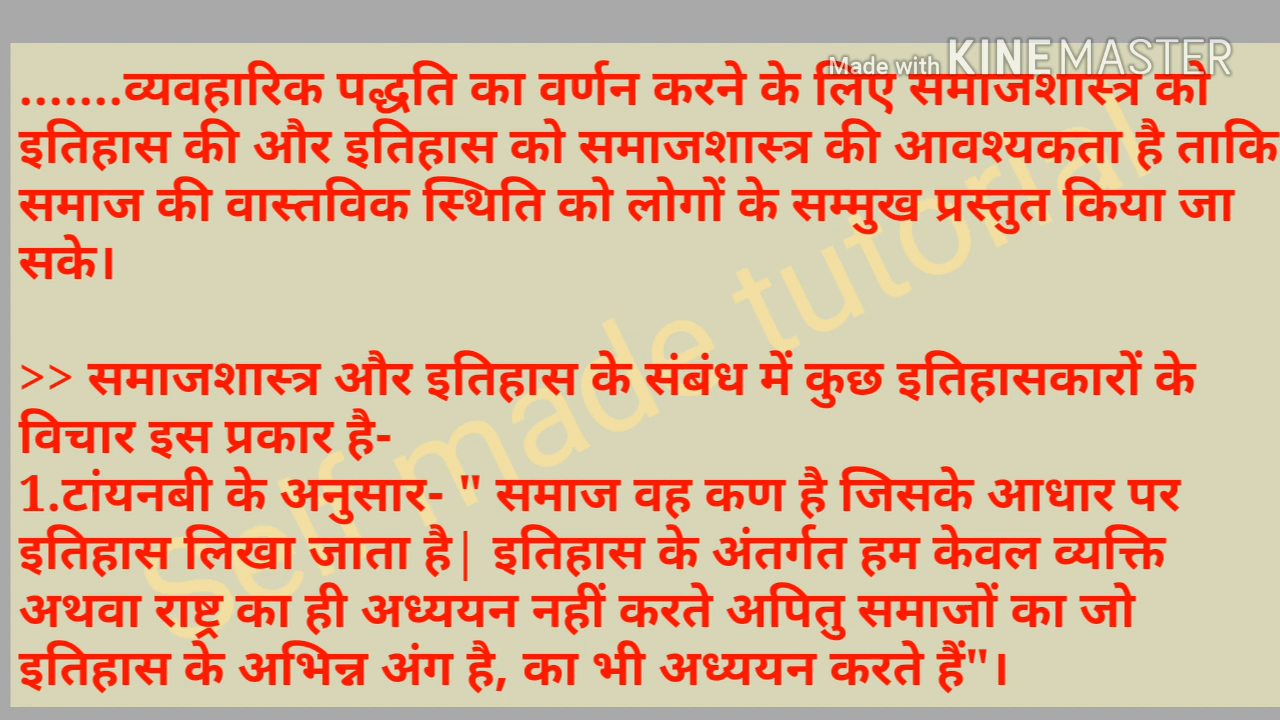 Made with KINEMASTER
.......व्यवहारिक पद्धति का वर्णन करने के लिए समाजशास्त्र को
इतिहास की और इतिहास को समाजशास्त्र की आवश्यकता है ताकि
समाज की वास्तविक स्थिति को लोगों के सम्मुख प्रस्तुत किया जा
सके।
>> समाजशास्त्र और इतिहास के संबंध में कुछ इतिहासकारों के
विचार इस प्रकार है-
1.टांयनबी के अनुसार- " समाज वह कण है जिसके आधार पर
इतिहास लिखा जाता है| इतिहास के अंतर्गत हम केवल व्यक्ति
अथवा राष्ट्र का ही अध्ययन नहीं करते अपितु समाजों का जो
इतिहास के अभिन्न अंग है, का भी अध्ययन करते हैं"।
Self made tutorial